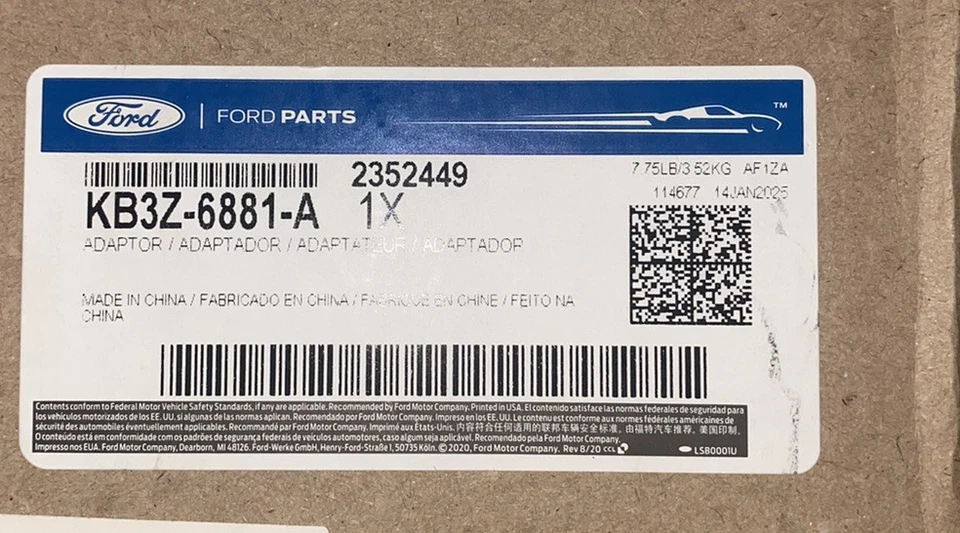 Ford | FORD PARTS ™
2352449
7.75LB/3.52KG AF1ZA
KB3Z-6881-A 1X
114677 14JAN2025
ADAPTOR / ADAPTADOR / ADAPTATEUR / ADAPTADOR
MADE IN CHINA / FABRICADO EN CHINA / FABRIQUÉ EN CHINE / FEITO NA
CHINA
Contents conform to Federal Motor Vehicle Safety Standards, if any are applicable. Recommended by Ford Motor Company. Printed in USA. El contenido satisface las normas federales de seguridad para
los vehículos motorizados de los EE. UU. si algunas de las normas aplican. Recomendado por Ford Motor Company. Impreso en los EE. UU. Le contenu est conforme aux normes fédérales américaines de
sécurité des automobiles éventuellement applicables. Recommandé par Ford Motor Company. Imprimé aux États-Unis. 内容符合任何适用的联邦车辆安全标准。由福特汽车推荐。美国印制。
O conteúdo está em conformidade com os padrões de segurança federais de veículos automotores, caso algum seja aplicável. Recomendado pela Ford Motor Company.
Impresso nos EUA. Ford Motor Company, Dearborn, MI 48126. Ford-Werke GmbH, Henry-Ford-Straße 1, 50735 Köln. © 2020, Ford Motor Company. Rev 8/20 CCL
LSB0001U